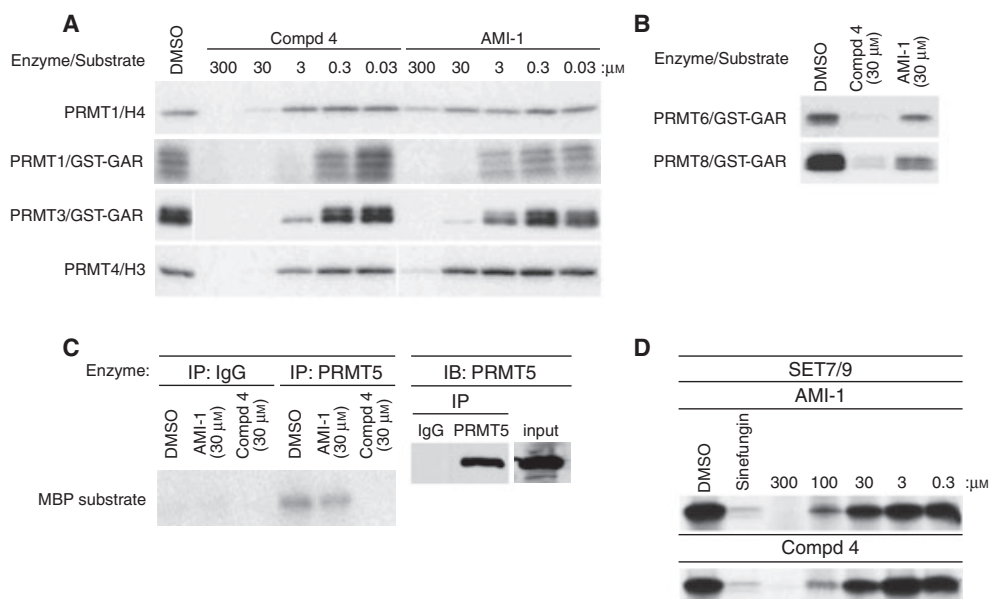 A
Compd 4 AMI-1
Enzyme/Substrate DMSO 300 30 3 0.3 0.03 300 30 3 0.3 0.03 :µM
PRMT1/H4
PRMT1/GST-GAR
PRMT3/GST-GAR
PRMT4/H3
B
Enzyme/Substrate DMSO Compd 4 (30 µM) AMI-1 (30 µM)
PRMT6/GST-GAR
PRMT8/GST-GAR
C
Enzyme: IP: IgG IP: PRMT5
DMSO AMI-1 (30 µM) Compd 4 (30 µM) DMSO AMI-1 (30 µM) Compd 4 (30 µM)
MBP substrate
IB: PRMT5
IP
IgG PRMT5 input
D
SET7/9
AMI-1
DMSO Sinefungin 300 100 30 3 0.3 :µM
Compd 4